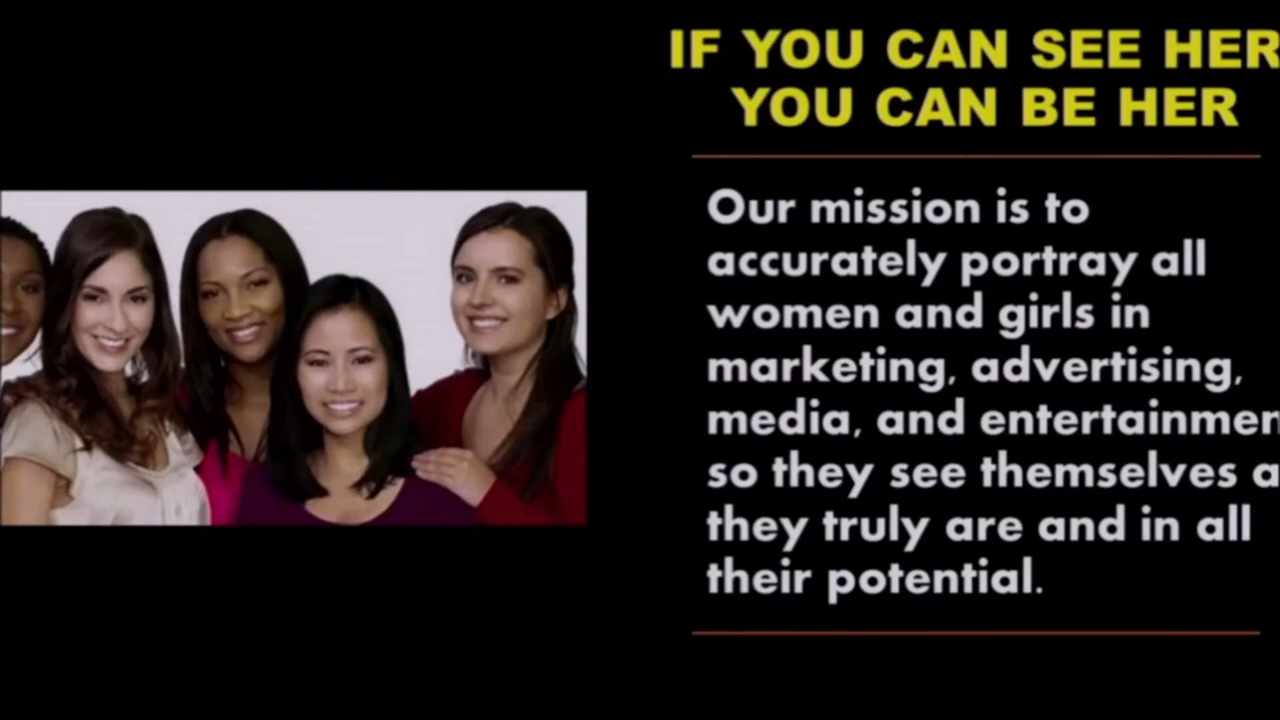 IF YOU CAN SEE HER
YOU CAN BE HER
Our mission is to
accurately portray all
women and girls in
marketing, advertising,
media, and entertainmen
so they see themselves a
they truly are and in all
their potential.